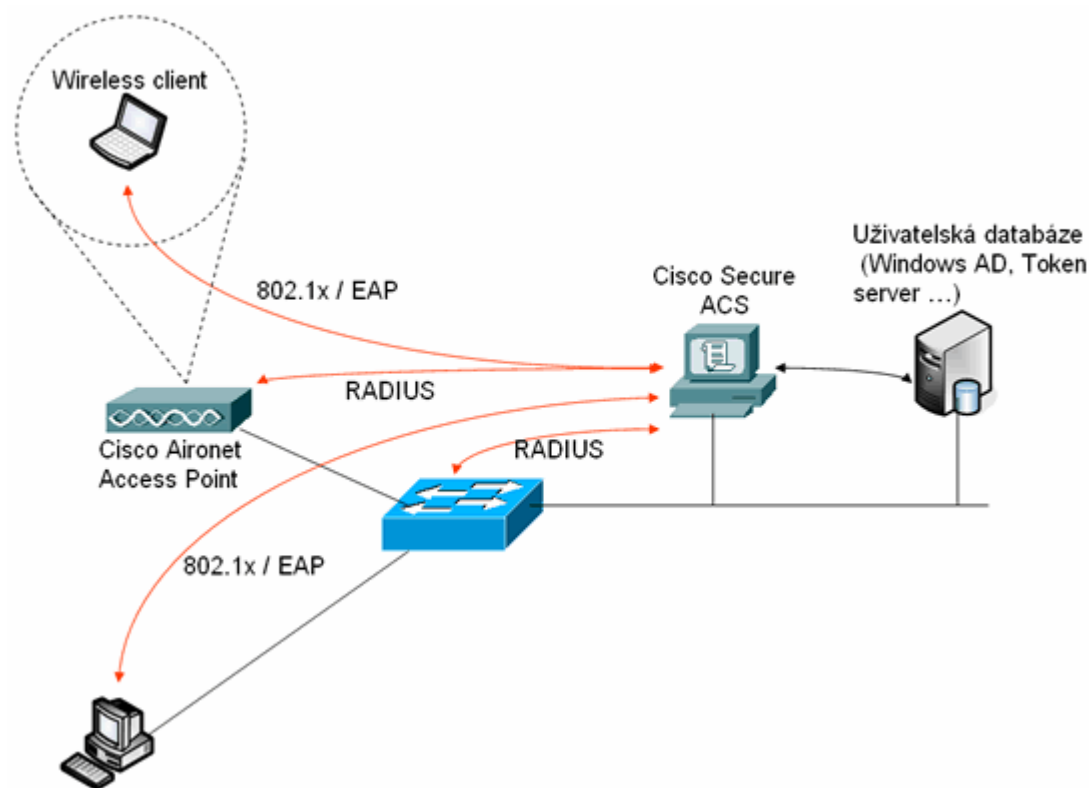 Wireless client
802.1x / EAP
Cisco Secure
ACS
Uživatelská databáze
(Windows AD, Token
server ...)
RADIUS
Cisco Aironet
Access Point
RADIUS
802.1x / EAP